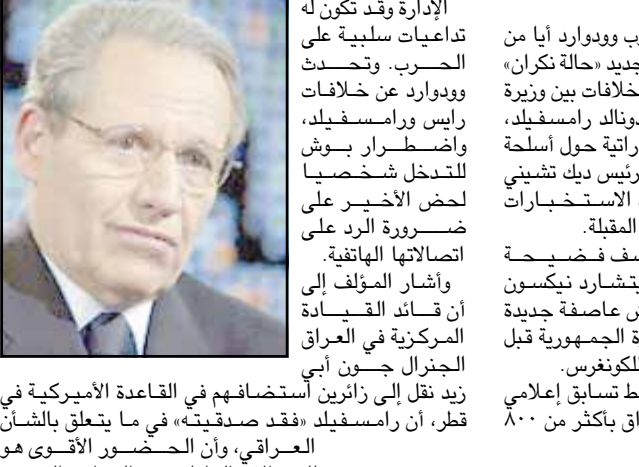 ب وودوارد أيا من
جديد «حالة نكران»
خلافات بين وزيرة
دونالد رامسفيلد،
راتية حول أسلحة
رئيس ديك تشيني
الاستخبارات
المقبلة.
سف فضيحة
يتشارد نيكسون
ض عاصفة جديدة
ة الجمهورية قبل
للكونغرس.
ط تسابق إعلامي
اق بأكثر من ٨٠٠
الإدارة وقد تكون له
تداعيات سلبية على
الحرب. وتحدث
وودوارد عن خلافات
رايس ورامسفيلد،
واضطرار بوش
للتدخل شخصيا
لحض الأخير على
ضرورة الرد على
اتصالاتها الهاتفية.
وأشار المؤلف إلى
أن قائد القيادة
المركزية في العراق
الجنرال جون أبي
زيد نقل إلى زائرين استضافهم في القاعدة الأميركية في
قطر، أن رامسفيلد «فقد صدقيته» في ما يتعلق بالشأن
العراقي، وأن الحضور الأقوى هو